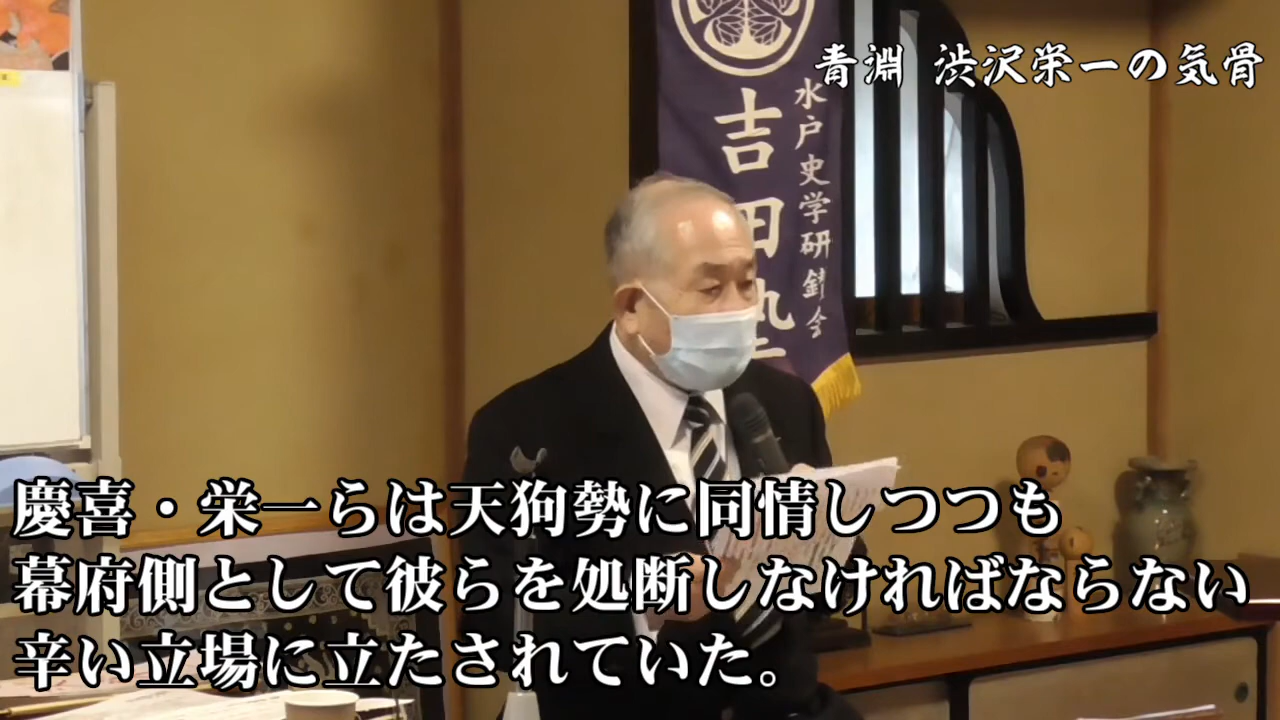 青淵 渋沢栄一の気骨
水戸史学研鑚会
吉田塾
慶喜・栄一らは天狗勢に同情しつつも
幕府側として彼らを処断しなければならない
辛い立場に立たされていた。